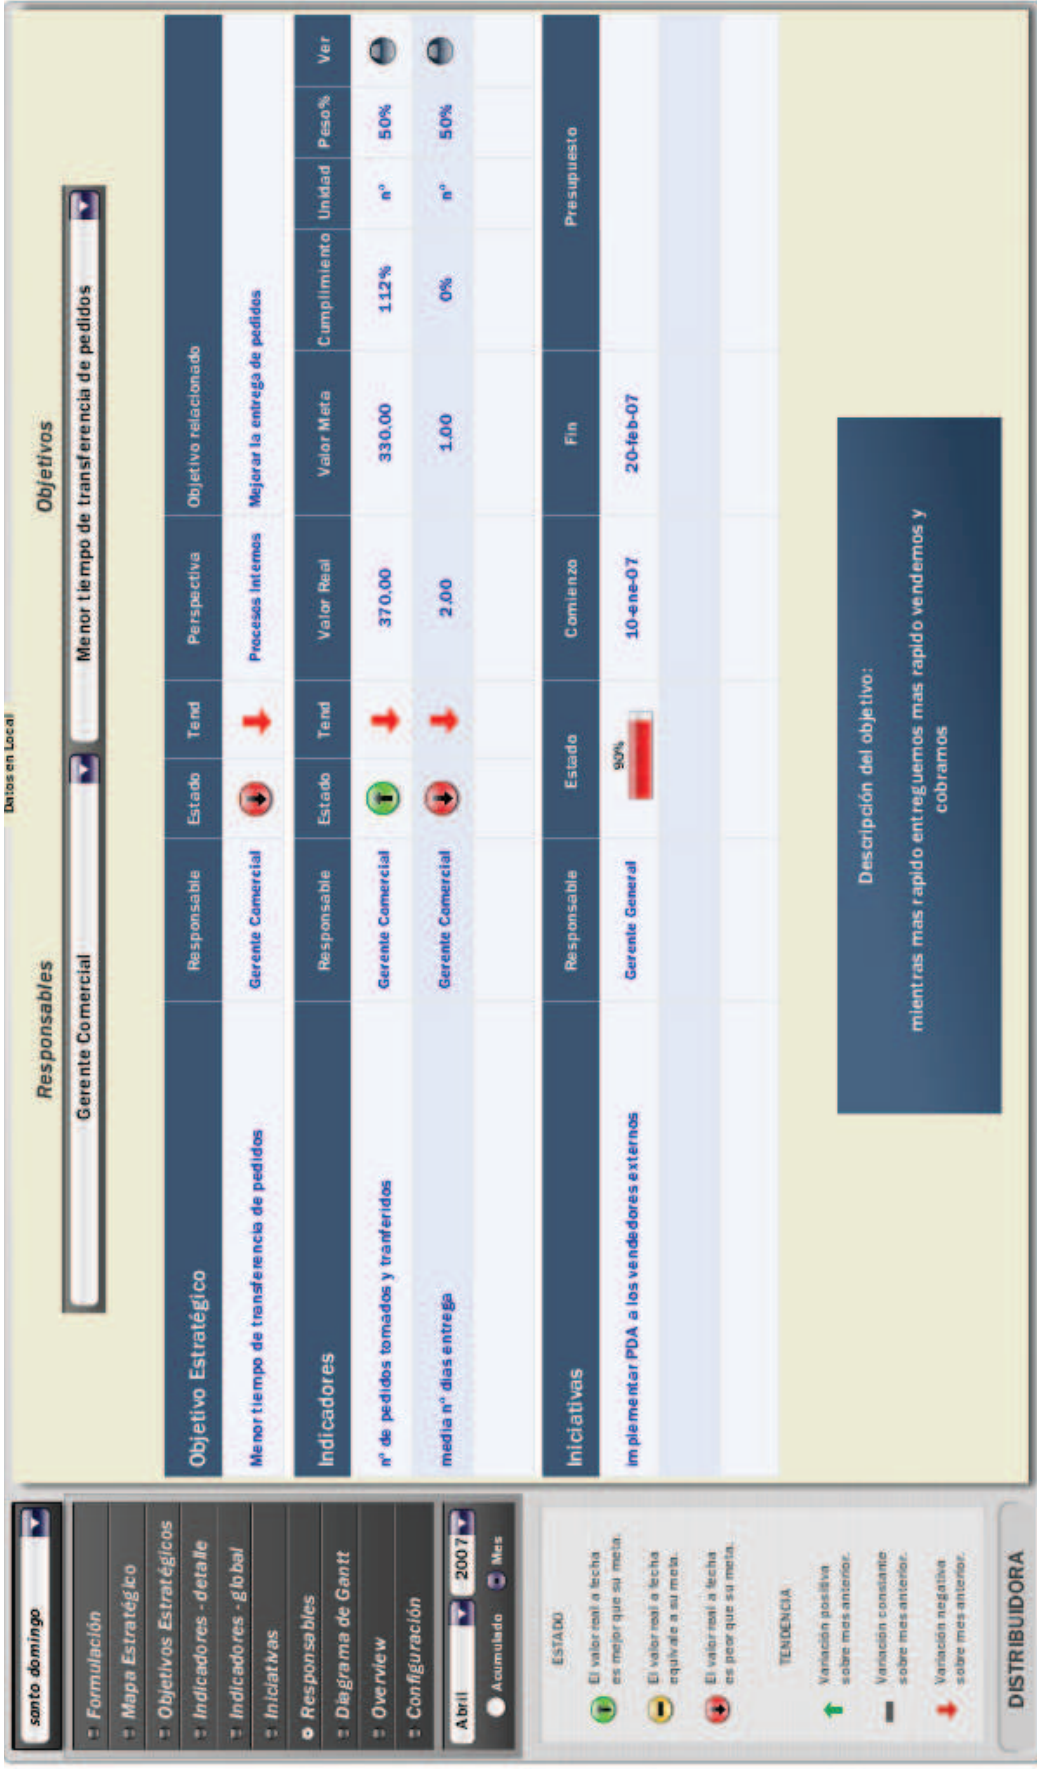 Datos en Local
santo domingo
Formulación
Mapa Estratégico
Objetivos Estratégicos
Indicadores - detalle
Indicadores - global
Iniciativas
Responsables
Diagrama de Gantt
Overview
Configuración
Abril 2007
Acumulado Mes
ESTADO
El valor real a fecha
es mejor que su meta.
El valor real a fecha
equivale a su meta.
El valor real a fecha
es peor que su meta.
TENDENCIA
Variación positiva
sobre mes anterior.
Variación constante
sobre mes anterior.
Variación negativa
sobre mes anterior.
DISTRIBUIDORA
Responsables Objetivos
Gerente Comercial Menor tiempo de transferencia de pedidos
Objetivo Estratégico Responsable Estado Tend Perspectiva Objetivo relacionado
Menor tiempo de transferencia de pedidos Gerente Comercial Procesos Internos Mejorar la entrega de pedidos
Indicadores Responsable Estado Tend Valor Real Valor Meta Cumplimiento Unidad Peso% Ver
nº de pedidos tomados y tranferidos Gerente Comercial 370.00 330.00 112% nº 50%
media nº dias entrega Gerente Comercial 2.00 1.00 0% nº 50%
Iniciativas Responsable Estado Comienzo Fin Presupuesto
implementar PDA a los vendedores externos Gerente General 90% 10-ene-07 20-feb-07
Descripción del objetivo:
mientras mas rapido entreguemos mas rapido vendemos y
cobramos